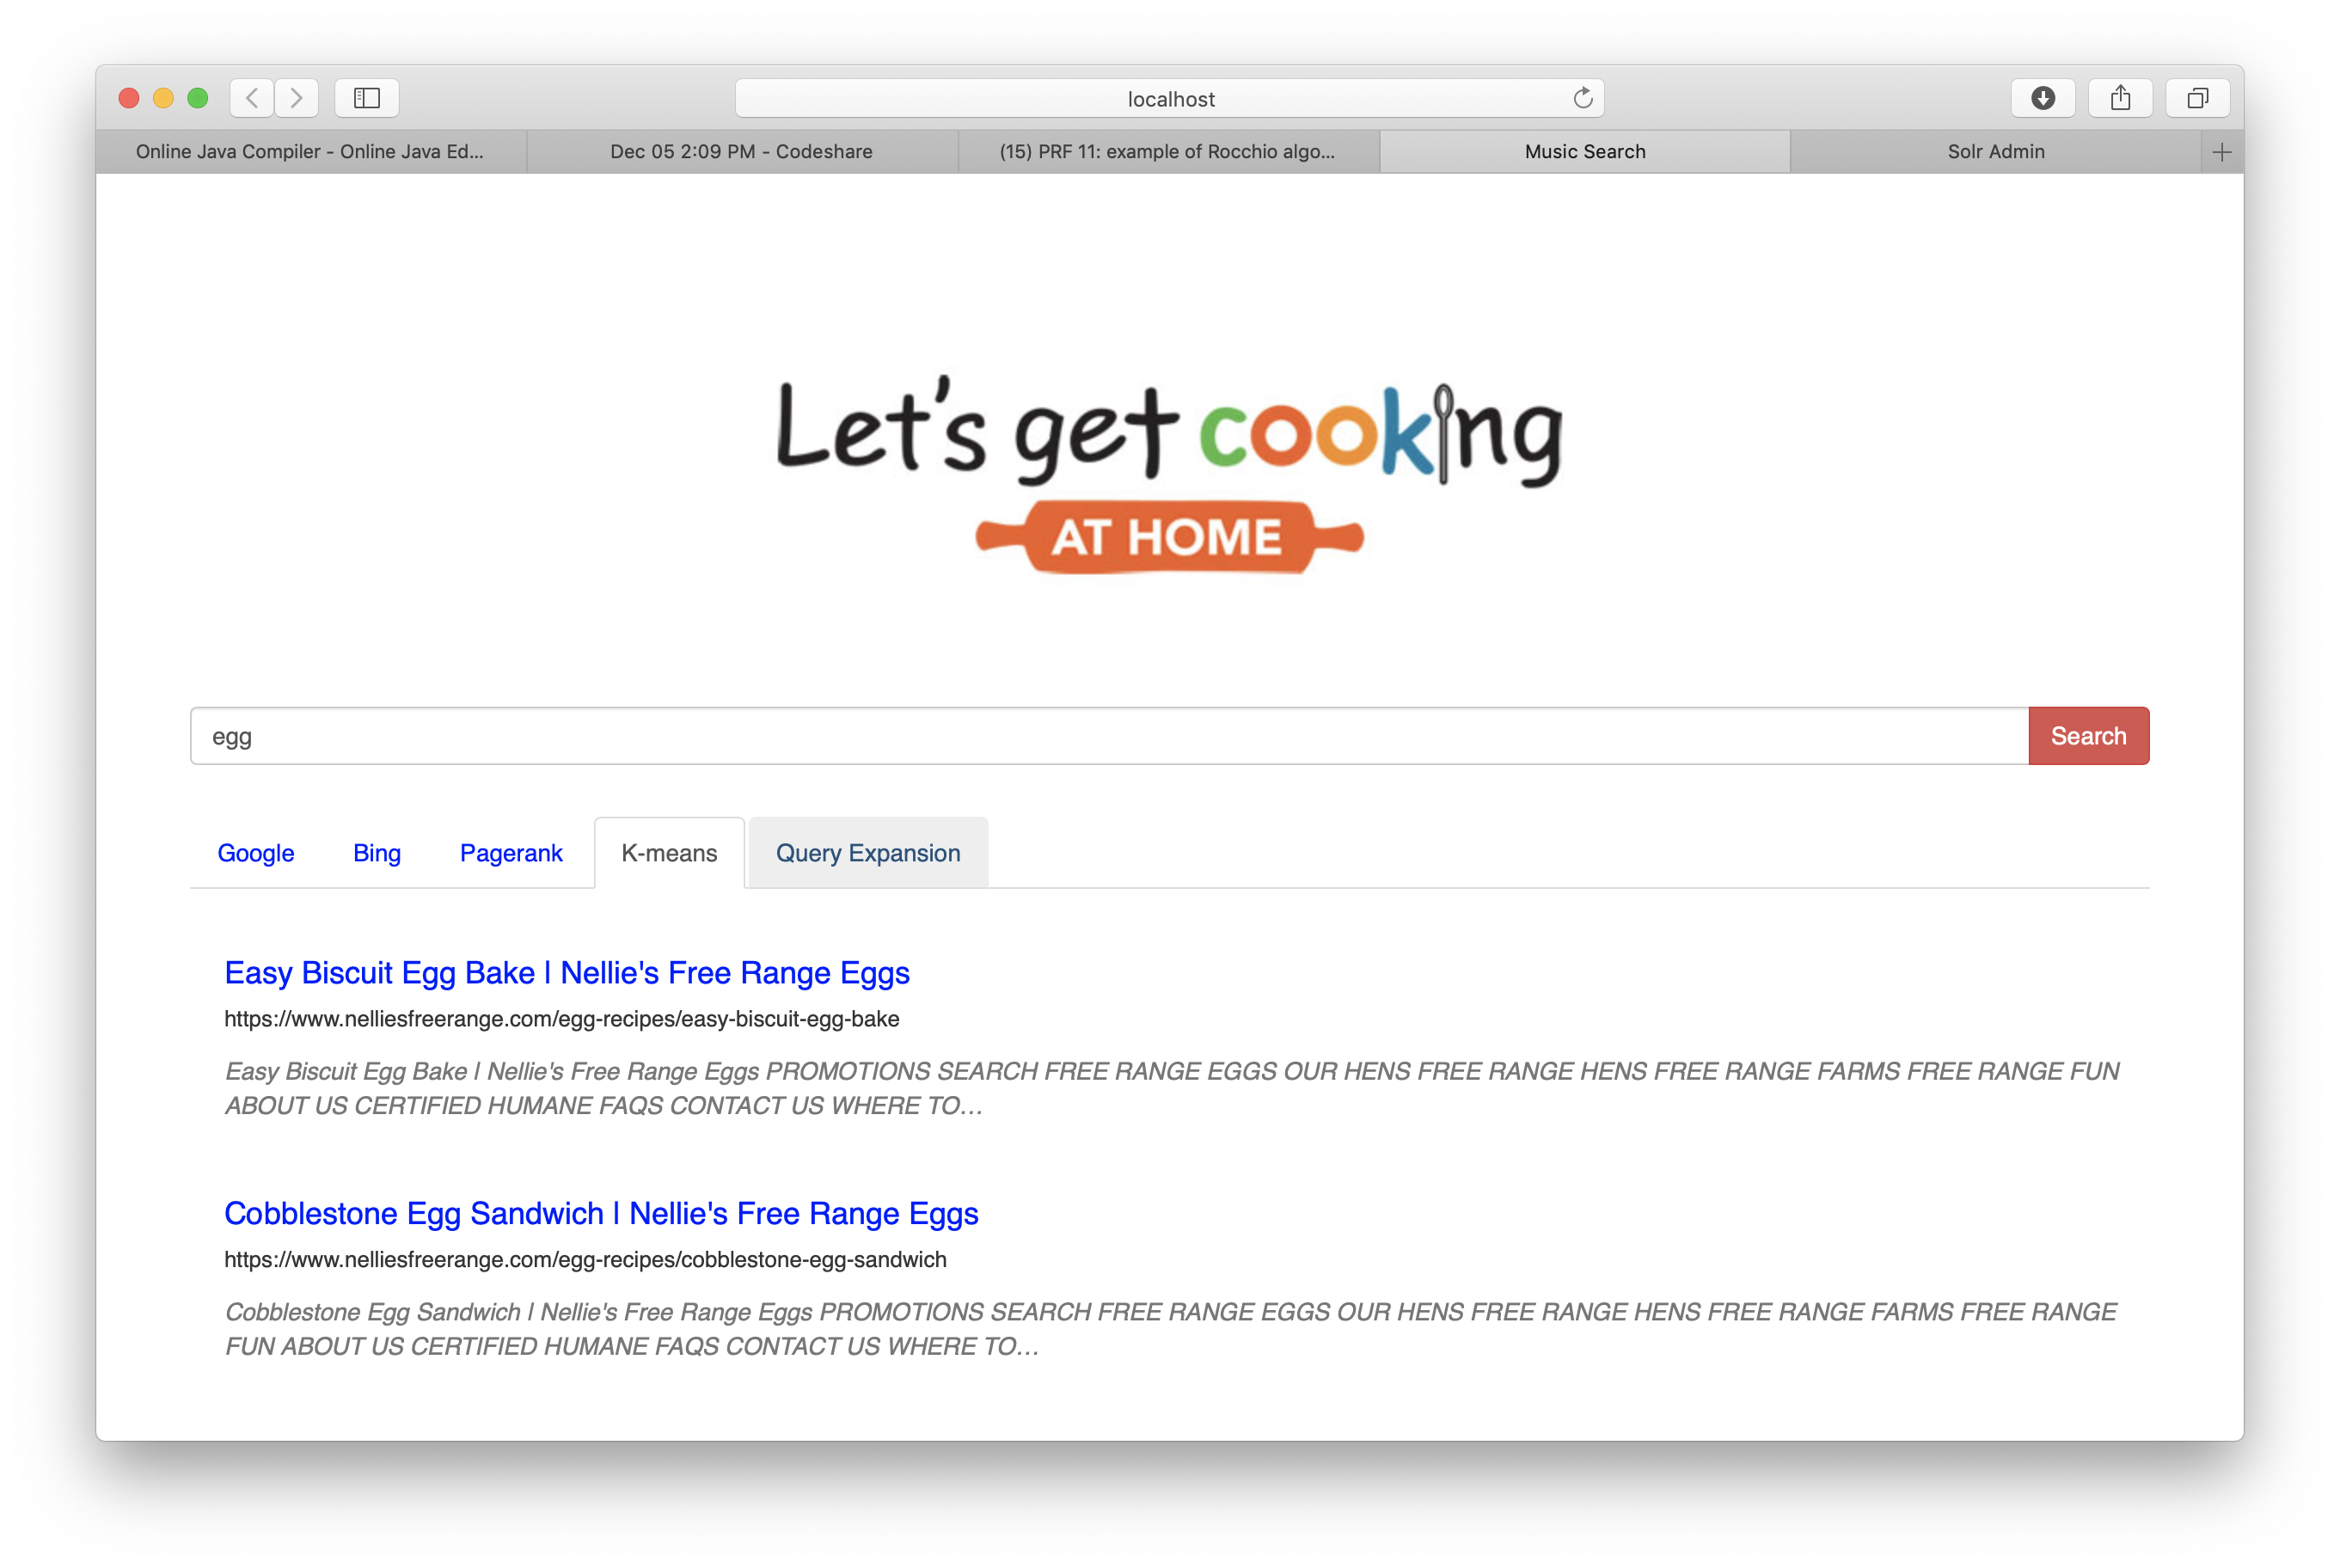 localhost
Online Java Compiler - Online Java Ed...
Dec 05 2:09 PM - Codeshare
(15) PRF 11: example of Rocchio algo...
Music Search
Solr Admin
Let's get cooking
AT HOME
egg
Search
Google
Bing
Pagerank
K-means
Query Expansion
Easy Biscuit Egg Bake | Nellie's Free Range Eggs
https://www.nelliesfreerange.com/egg-recipes/easy-biscuit-egg-bake
Easy Biscuit Egg Bake | Nellie's Free Range Eggs PROMOTIONS SEARCH FREE RANGE EGGS OUR HENS FREE RANGE HENS FREE RANGE FARMS FREE RANGE FUN
ABOUT US CERTIFIED HUMANE FAQS CONTACT US WHERE TO…
Cobblestone Egg Sandwich | Nellie's Free Range Eggs
https://www.nelliesfreerange.com/egg-recipes/cobblestone-egg-sandwich
Cobblestone Egg Sandwich | Nellie's Free Range Eggs PROMOTIONS SEARCH FREE RANGE EGGS OUR HENS FREE RANGE HENS FREE RANGE FARMS FREE RANGE
FUN ABOUT US CERTIFIED HUMANE FAQS CONTACT US WHERE TO…